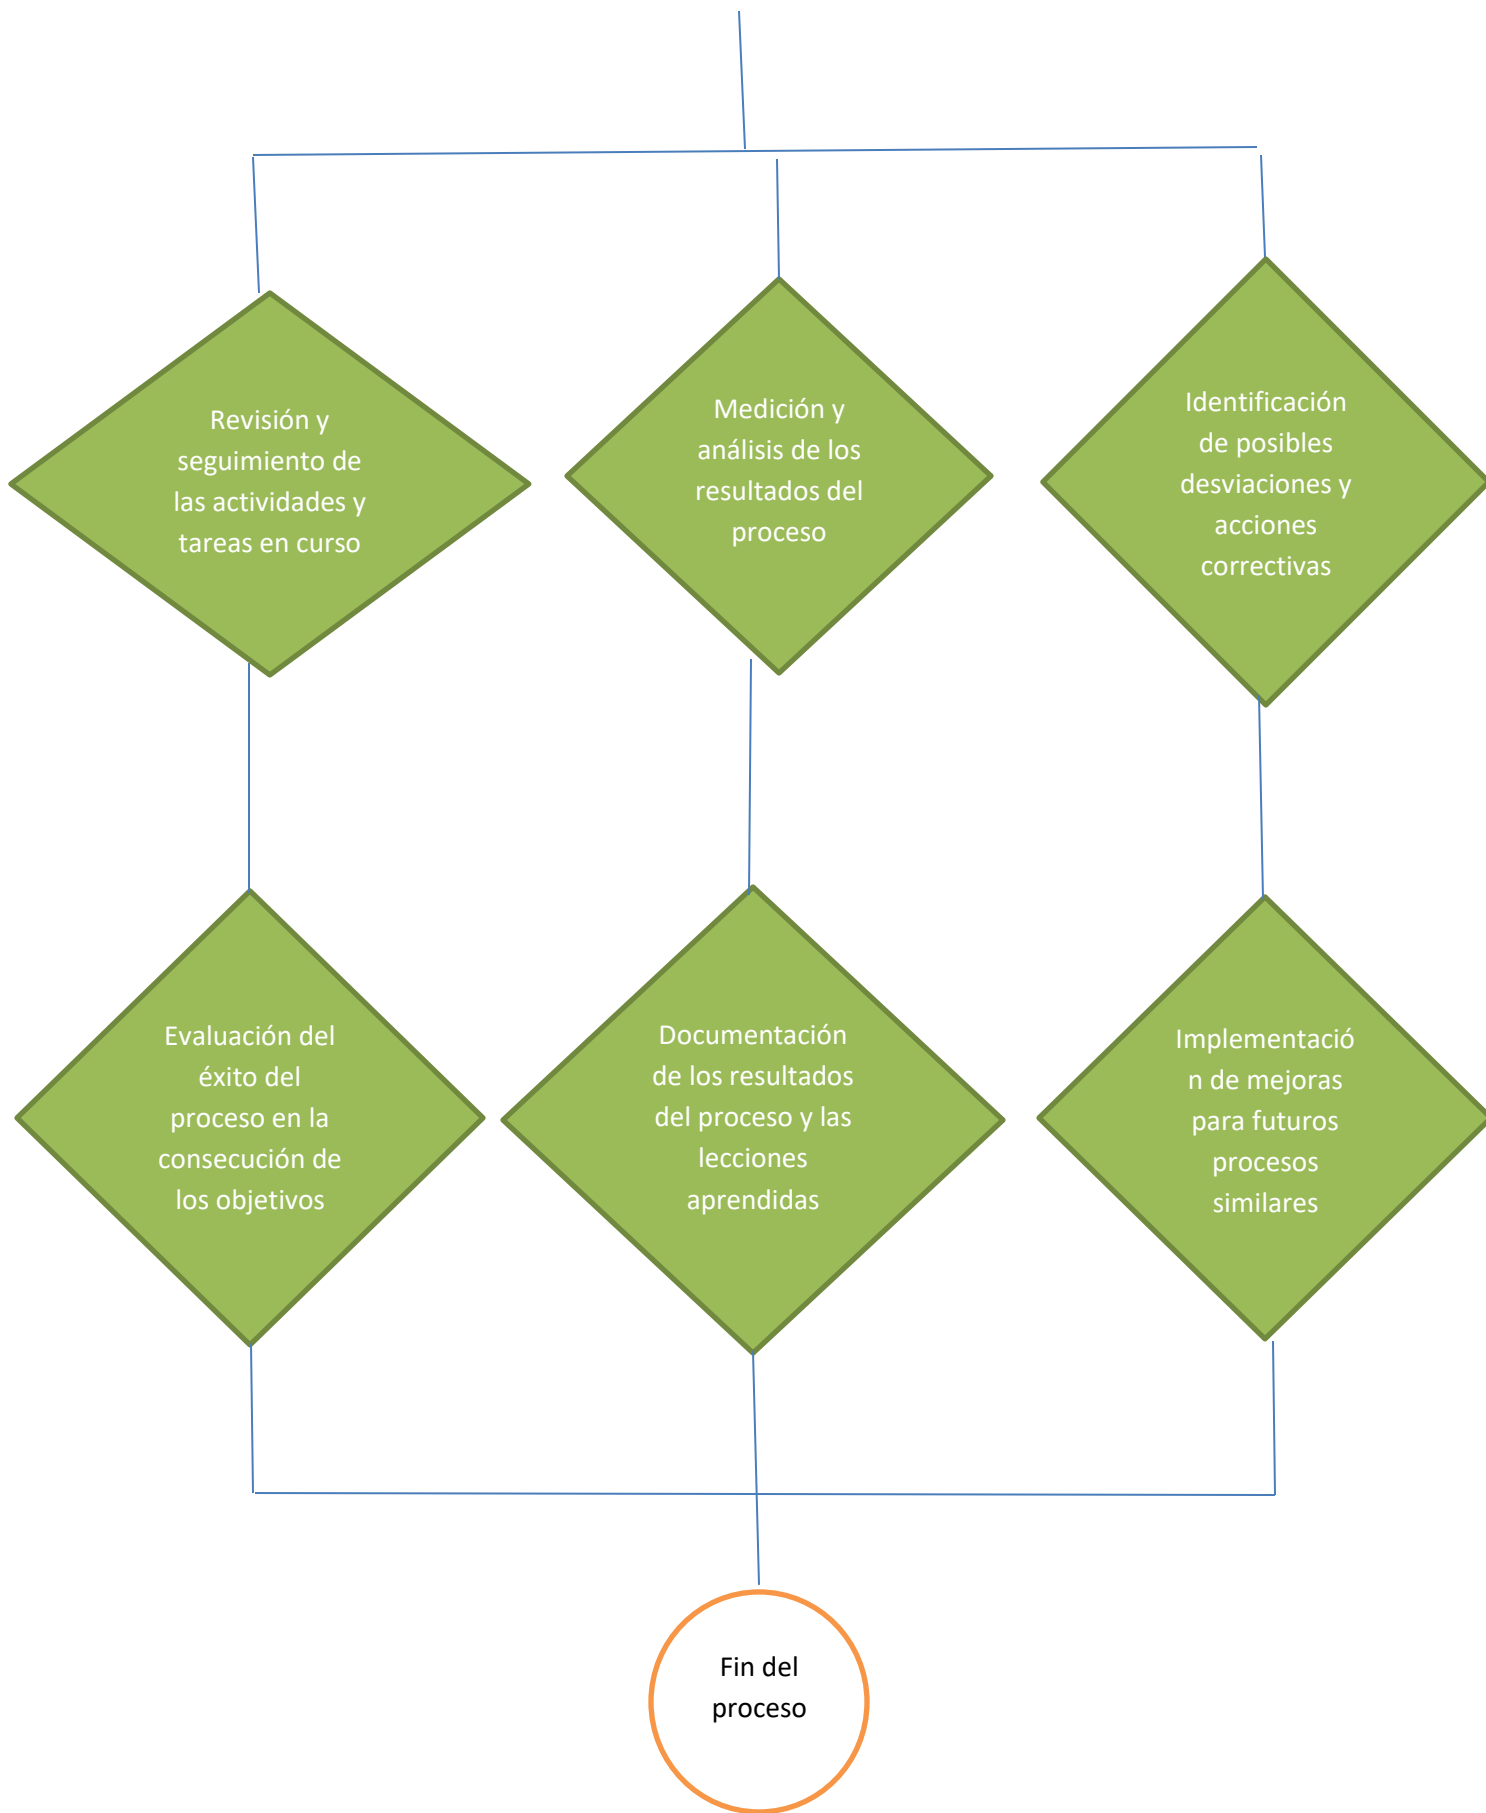 Revisión y
seguimiento de
las actividades y
tareas en curso
Medición y
análisis de los
resultados del
proceso
Identificación
de posibles
desviaciones y
acciones
correctivas
Evaluación del
éxito del
proceso en la
consecución de
los objetivos
Documentación
de los resultados
del proceso y las
lecciones
aprendidas
Implementació
n de mejoras
para futuros
procesos
similares
Fin del
proceso